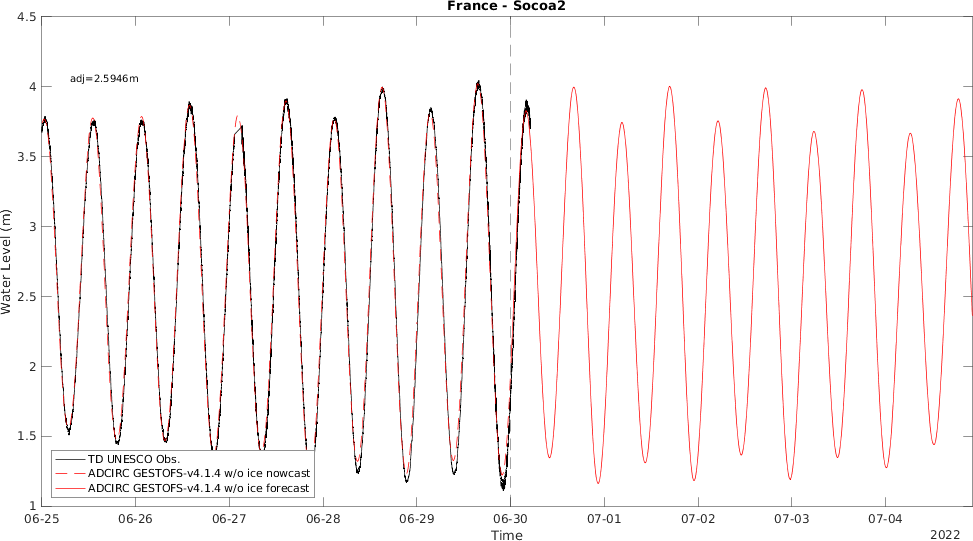 France - Socoa2
4.5
4
3.5
3
2.5
2
1.5
1
Water Level (m)
adj=2.5946m
TD UNESCO Obs.
ADCIRC GESTOFS-v4.1.4 w/o ice nowcast
ADCIRC GESTOFS-v4.1.4 w/o ice forecast
06-25 06-26 06-27 06-28 06-29 06-30 07-01 07-02 07-03 07-04
Time
2022